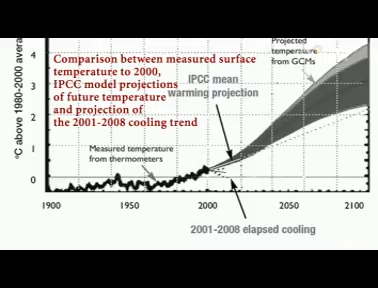 Projected
temperature
from GCMs
Comparison between measured surface
temperature to 2000,
IPCC model projections
of future temperature
and projection of
the 2001-2008 cooling trend
IPCC mean
warming projection
Measured temperature
from thermometers
°C above 1980-2000 avera
4
3
2
1
0
1900
1950
2000
2050
2100
2001-2008 elapsed cooling